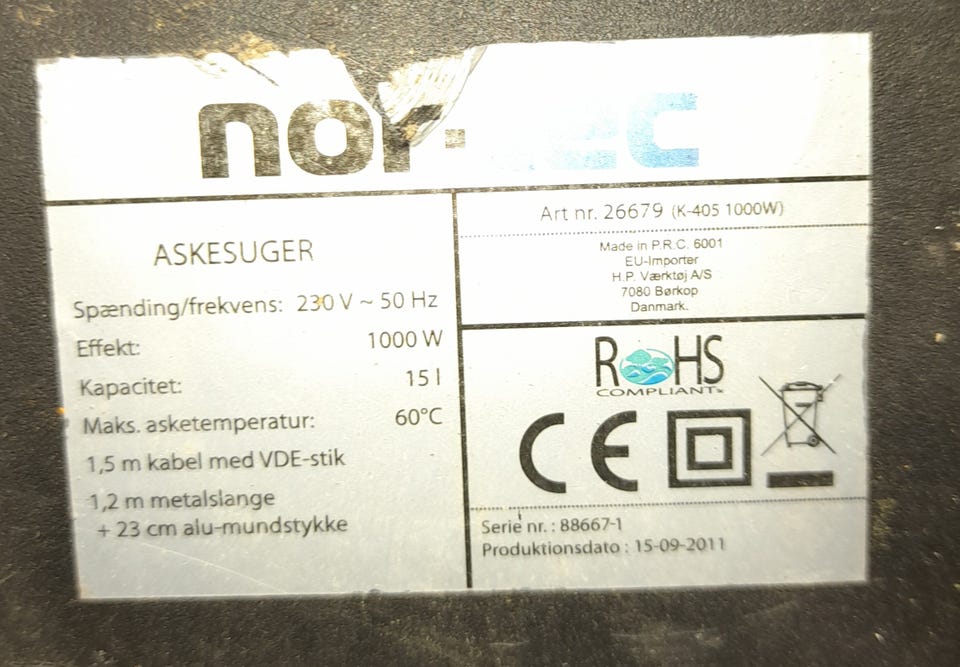 nor-tec
Art nr. 26679 (K-405 1000W)
Made in P.R.C. 6001
EU-Importer
H.P. Værktøj A/S
7080 Børkop
Danmark.
ASKESUGER
Spænding/frekvens: 230 V ~ 50 Hz
Effekt: 1000 W
Kapacitet: 15 l
Maks. asketemperatur: 60°C
1,5 m kabel med VDE-stik
1,2 m metalslange
+ 23 cm alu-mundstykke
RoHS
COMPLIANT
CE
Serie nr. : 88667-1
Produktionsdato : 15-09-2011